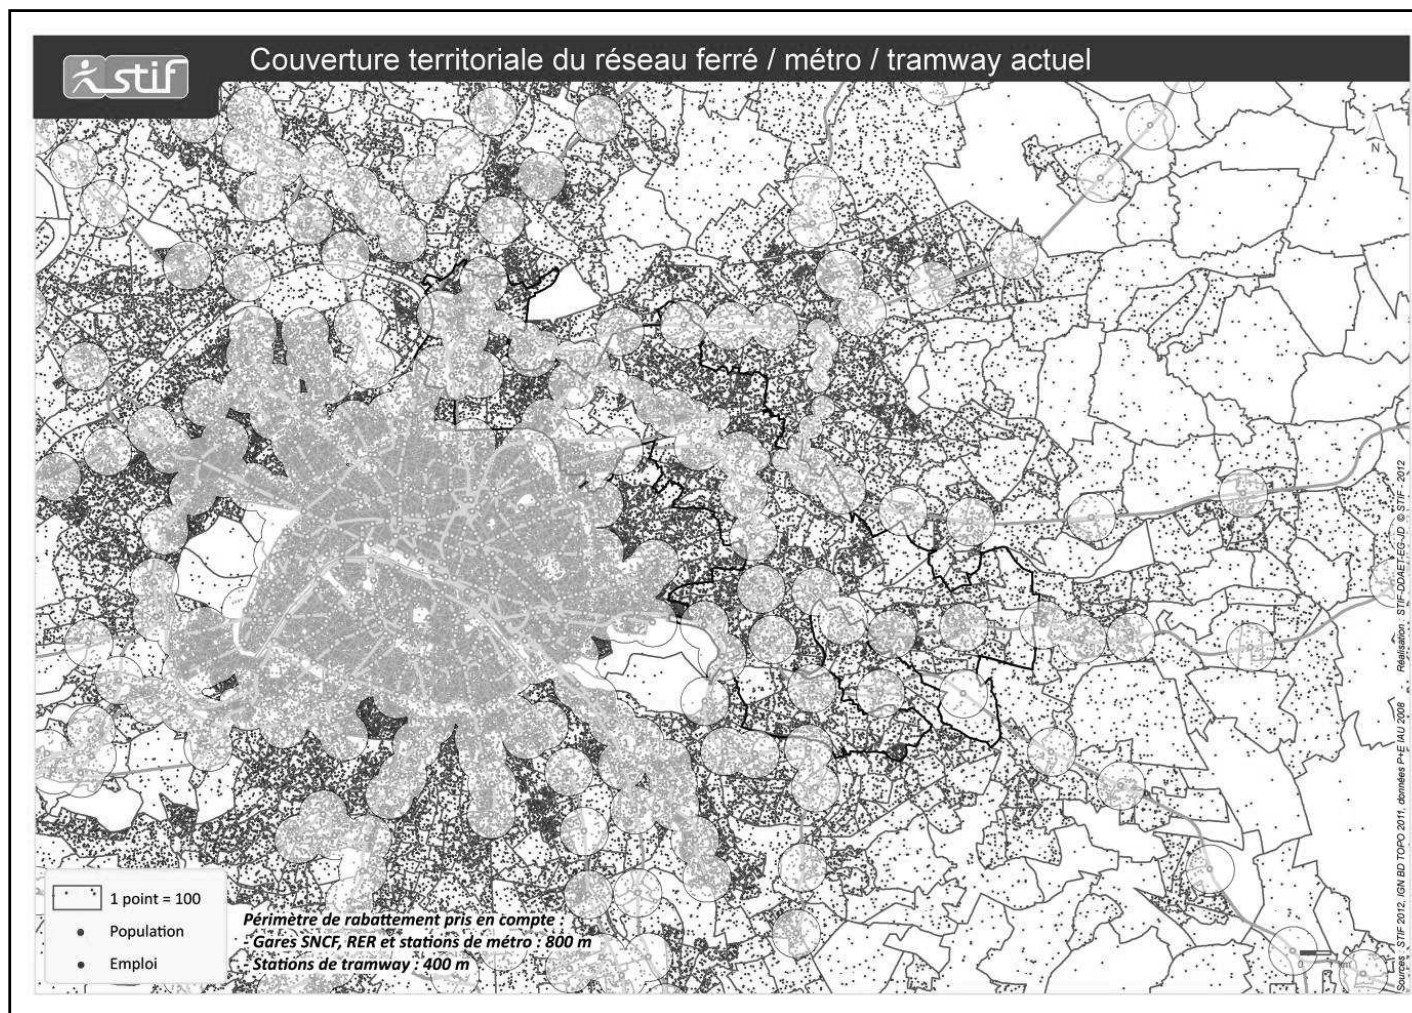 stif
Couverture territoriale du réseau ferré / métro / tramway actuel
N
1 point = 100
Population
Emploi
Périmètre de rabattement pris en compte :
- Gares SNCF, RER et stations de métro : 800 m
- Stations de tramway : 400 m
Sources : STIF 2012, IGN BD TOPO 2011, données P+E IAU 2008 Réalisation : STIF-DDAET-EG-JD © STIF - 2012